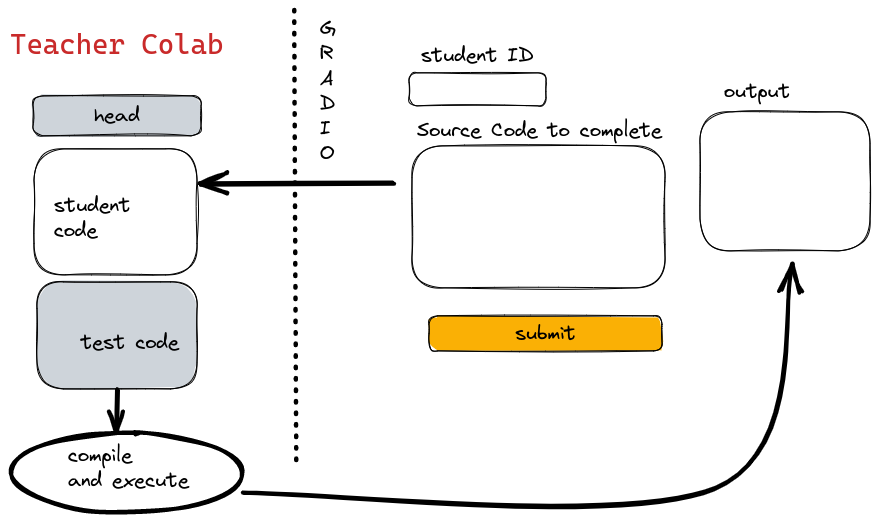 Teacher Colab
head
student
code
test code
compile
and execute
G
R
A
D
I
O
student ID
Source Code to complete
submit
output